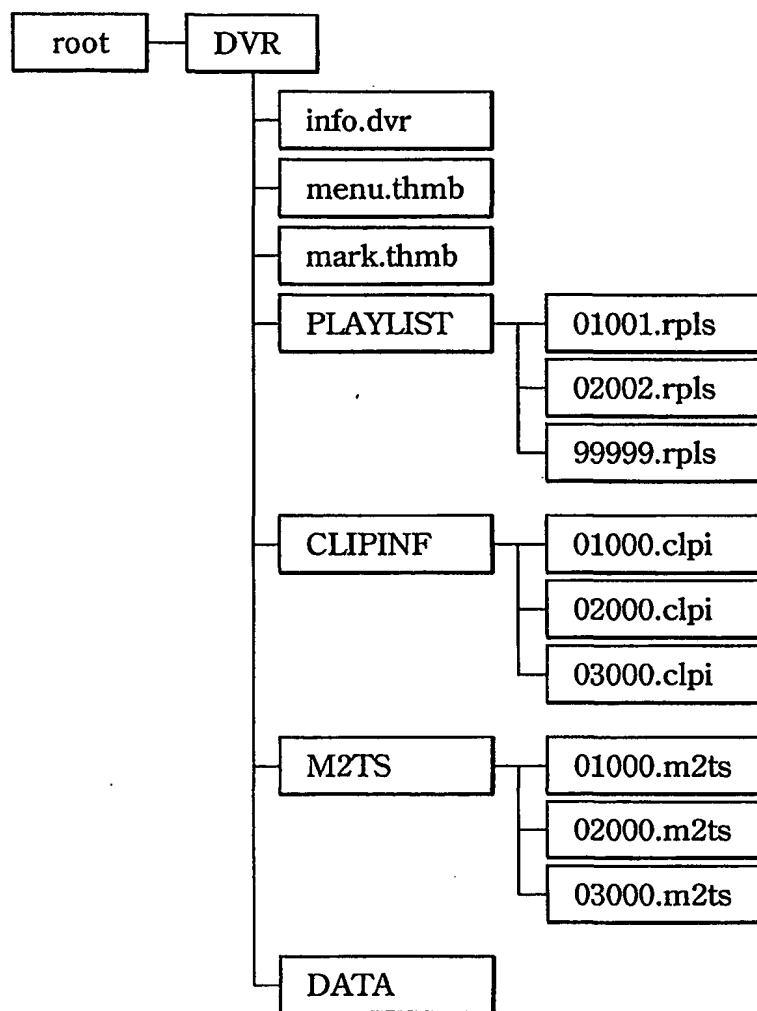 root
DVR
info.dvr
menu.thmb
mark.thmb
PLAYLIST
01001.rpls
02002.rpls
99999.rpls
CLIPINF
01000.clpi
02000.clpi
03000.clpi
M2TS
01000.m2ts
02000.m2ts
03000.m2ts
DATA